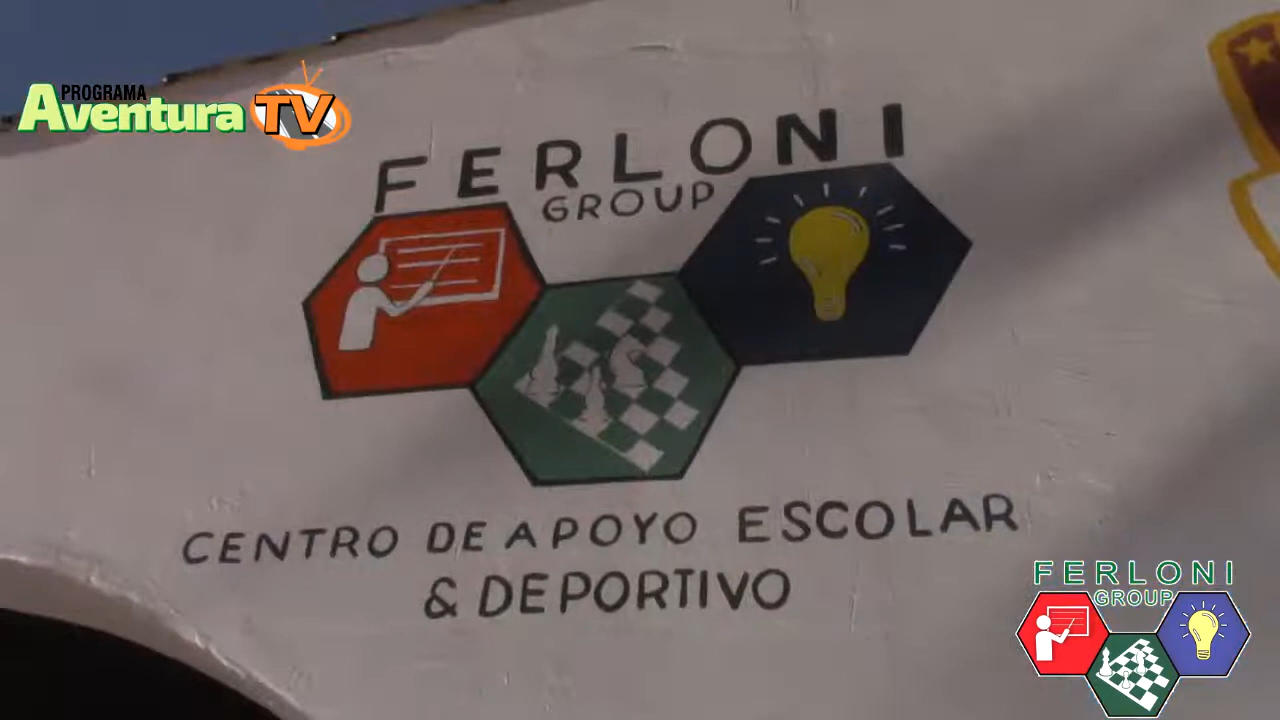 PROGRAMA
Aventura TV
FERLONI
GROUP
CENTRO DE APOYO ESCOLAR
& DEPORTIVO
FERLONI
GROUP